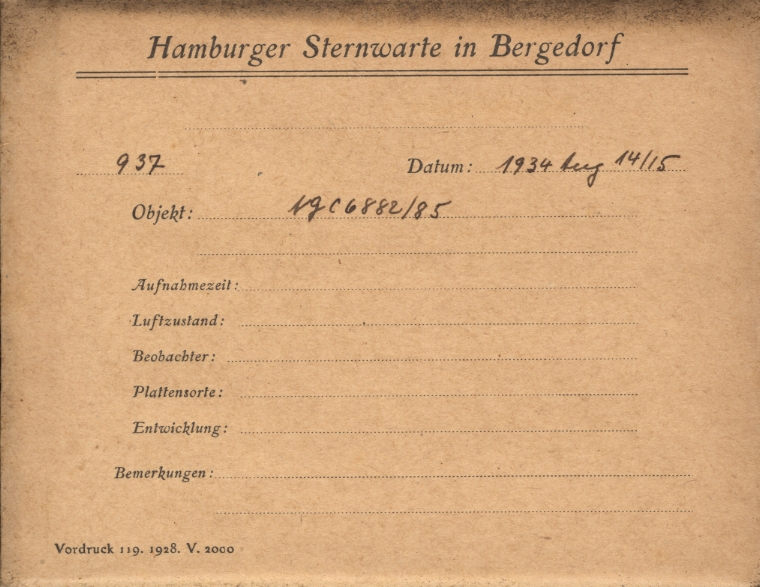 Hamburger Sternwarte in Bergedorf
937 Datum: 1934 Aug 14/15
Objekt: NGC 6882/85
Aufnahmezeit:
Luftzustand:
Beobachter:
Plattensorte:
Entwicklung:
Bemerkungen:
Vordruck 119. 1928. V. 2000